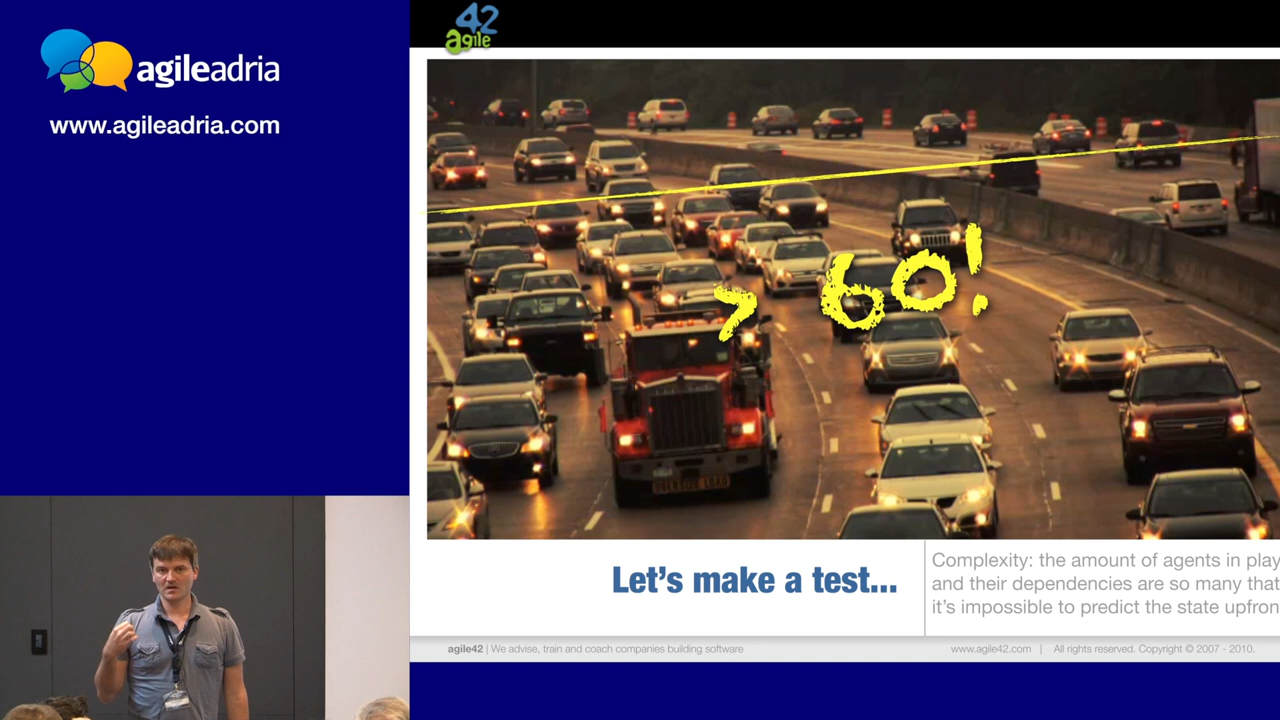 agileadria
www.agileadria.com
42
agile
> 60!
OVERSIZE LOAD
Let's make a test...
Complexity: the amount of agents in play
and their dependencies are so many that
it's impossible to predict the state upfron
agile42 | We advise, train and coach companies building software
www.agile42.com | All rights reserved. Copyright © 2007 - 2010.